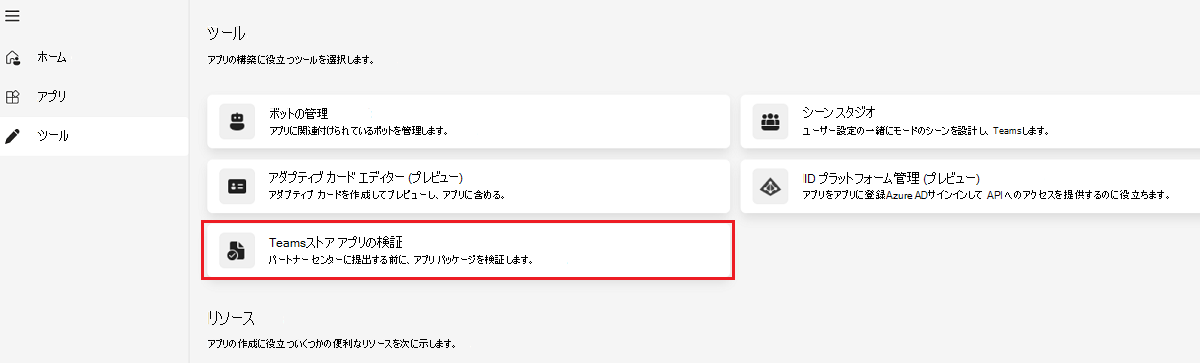 ホーム
アプリ
ツール
ツール
アプリの構築に役立つツールを選択します。
ボットの管理
アプリに関連付けられているボットを管理します。
シーン スタジオ
ユーザー設定の一緒にモードのシーンを設計し、Teamsします。
アダプティブ カード エディター (プレビュー)
アダプティブ カードを作成してプレビューし、アプリに含める。
ID プラットフォーム管理 (プレビュー)
アプリをアプリに登録Azure ADサインインして APIへのアクセスを提供するのに役立ちます。
Teamsストア アプリの検証
パートナー センターに提出する前に、アプリ パッケージを検証します。
リソース
アプリの作成に役立ついくつかの便利なリソースを次に示します。